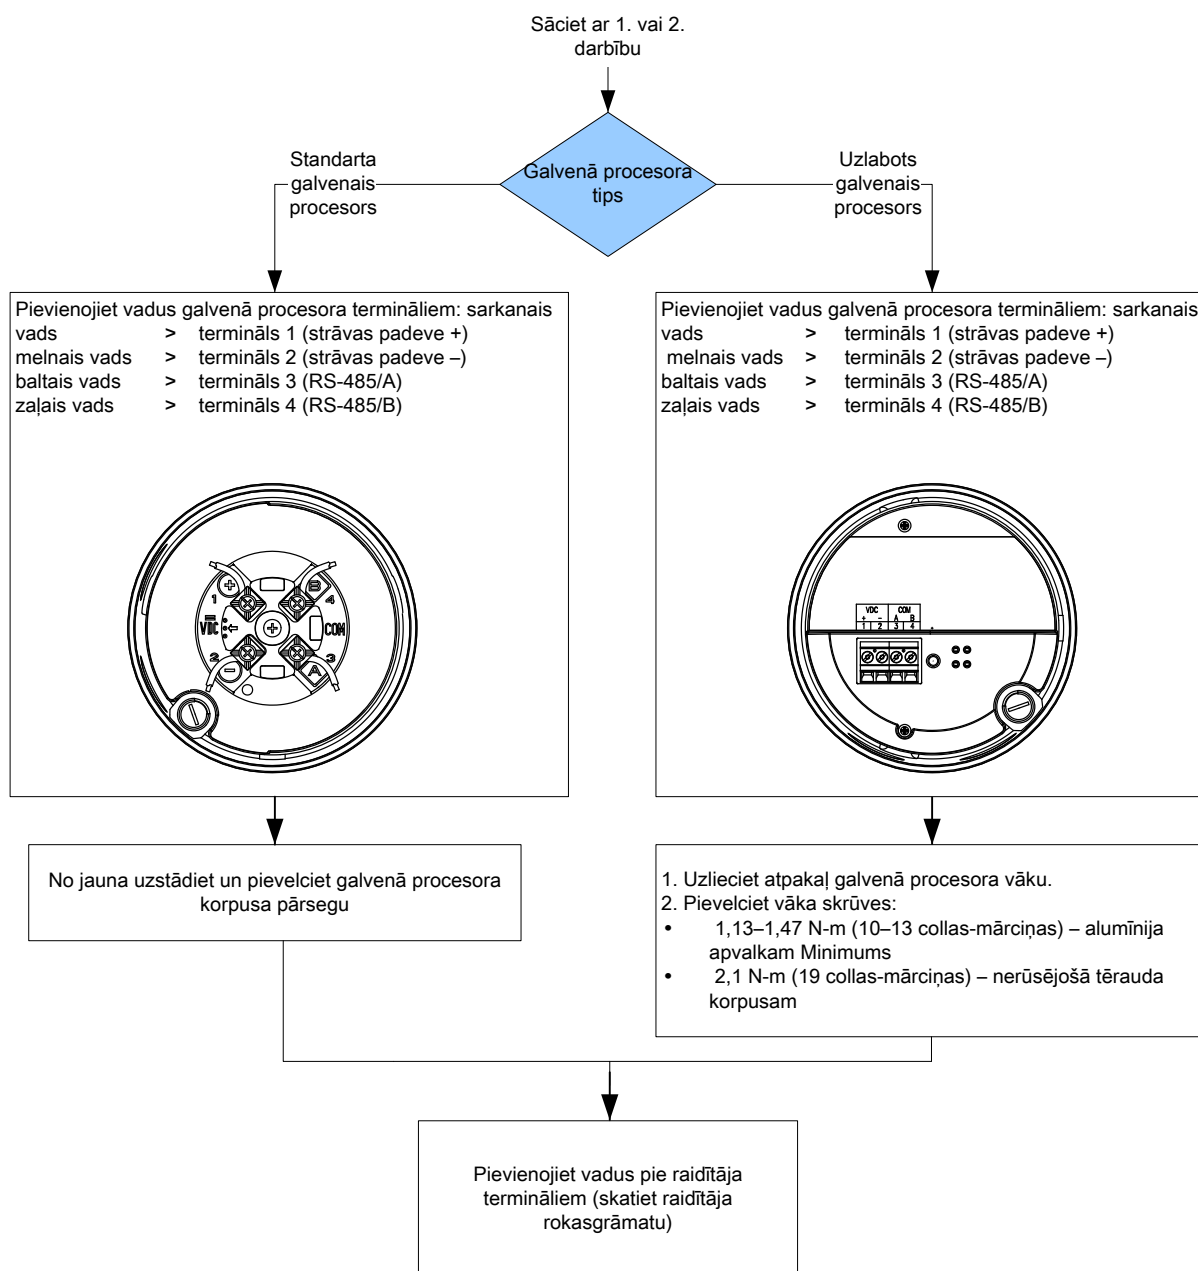 Sāciet ar 1. vai 2.
darbību
Galvenā procesora
tips
Standarta
galvenais
procesors
Uzlabots
galvenais
procesors
Pievienojiet vadus galvenā procesora termināliem: sarkanais
vads > termināls 1 (strāvas padeve +)
melnais vads > termināls 2 (strāvas padeve –)
baltais vads > termināls 3 (RS-485/A)
zaļais vads > termināls 4 (RS-485/B)
+ B
1 4
VDC COM
2 3
– A
Pievienojiet vadus galvenā procesora termināliem: sarkanais
vads > termināls 1 (strāvas padeve +)
melnais vads > termināls 2 (strāvas padeve –)
baltais vads > termināls 3 (RS-485/A)
zaļais vads > termināls 4 (RS-485/B)
VDC COM
+ – A B
1 2 3 4
No jauna uzstādiet un pievelciet galvenā procesora
korpusa pārsegu
1. Uzlieciet atpakaļ galvenā procesora vāku.
2. Pievelciet vāka skrūves:
• 1,13–1,47 N-m (10–13 collas-mārciņas) – alumīnija
apvalkam Minimums
• 2,1 N-m (19 collas-mārciņas) – nerūsējošā tērauda
korpusam
Pievienojiet vadus pie raidītāja
termināliem (skatiet raidītāja
rokasgrāmatu)